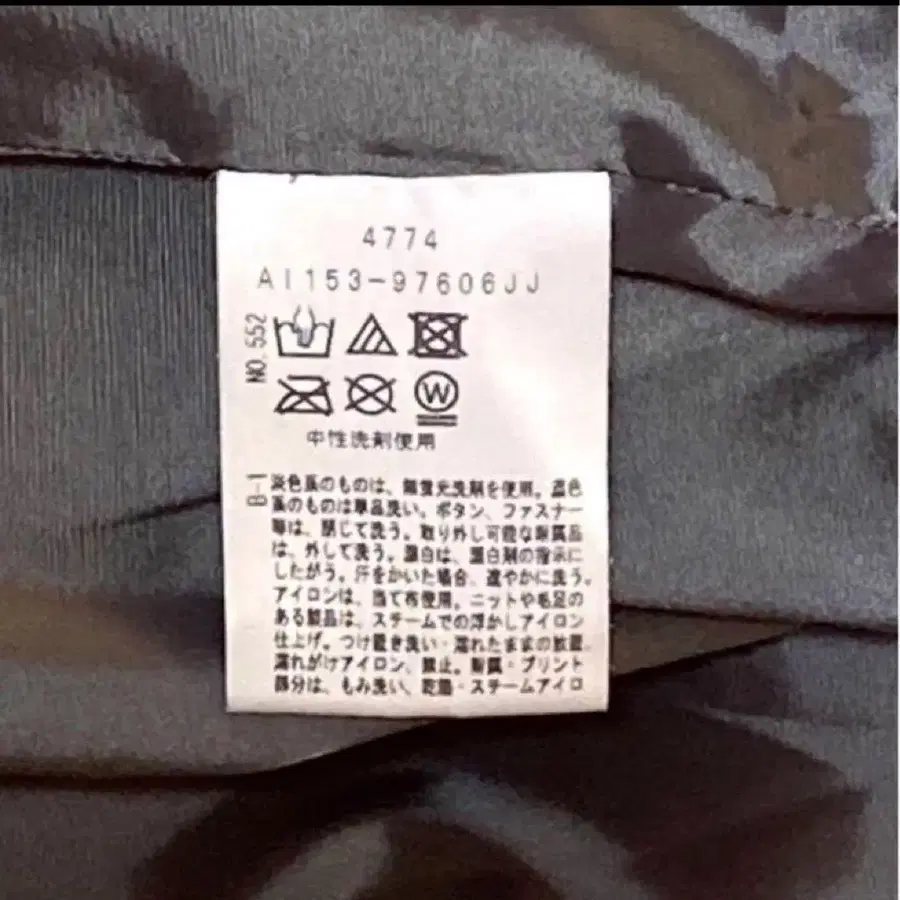 4774
AI153-97606JJ
NO.552
W
中性洗剤使用
B-1
淡色系のものは、無蛍光洗剤を使用。濃色
系のものは単品洗い。ボタン、ファスナー
等は、閉じて洗う。取り外し可能な附属品
は、外して洗う。蛋白は、蛋白剤の指示に
したがう。汗をかいた場合、速やかに洗う。
アイロンは、当て布使用。ニットや毛足の
ある製品は、スチームでの浮かしアイロン
仕上げ。つけ置き洗い・濡れたままの放置、
濡れがけアイロン、禁止。附属・プリント
部分は、もみ洗い、乾燥・スチームアイロ